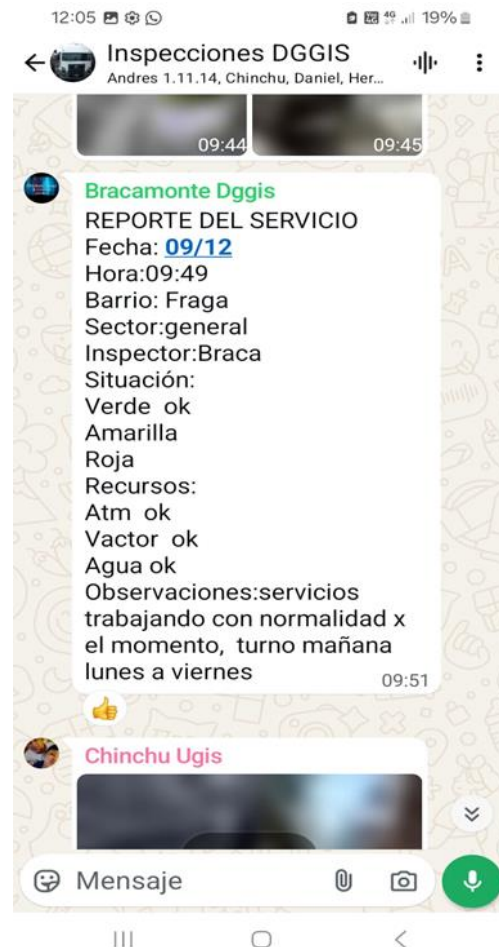 12:05 19%
Inspecciones DGGIS
Andres 1.11.14, Chinchu, Daniel, Her...
09:44 09:45
Bracamonte Dggis
REPORTE DEL SERVICIO
Fecha: 09/12
Hora:09:49
Barrio: Fraga
Sector:general
Inspector:Braca
Situación:
Verde ok
Amarilla
Roja
Recursos:
Atm ok
Vactor ok
Agua ok
Observaciones:servicios
trabajando con normalidad x
el momento, turno mañana
lunes a viernes
09:51
Chinchu Ugis
Mensaje